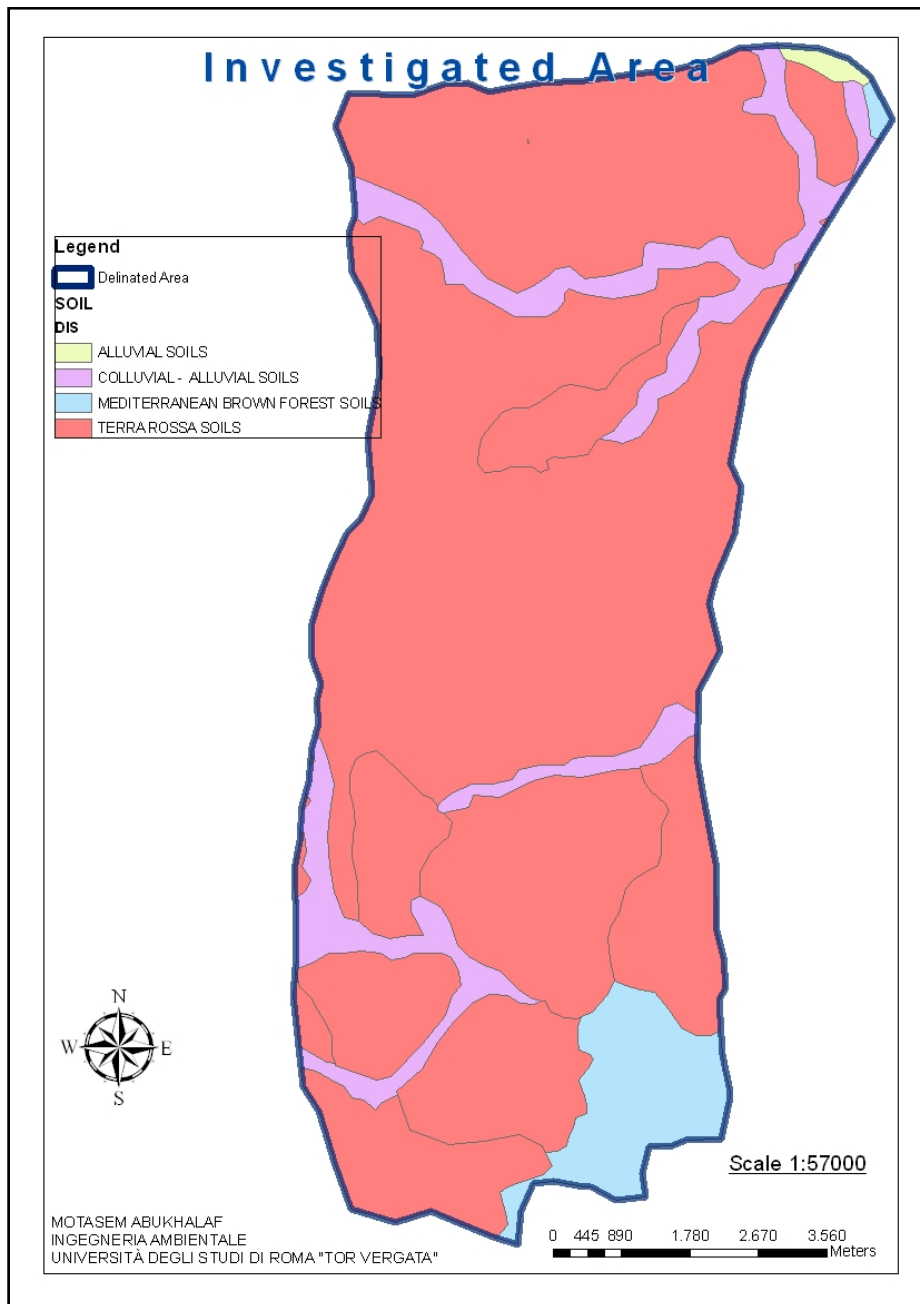 Investigated Area
Legend
Delinated Area
SOIL
DIS
ALLUVIAL SOILS
COLLUVIAL - ALLUVIAL SOILS
MEDITERRANEAN BROWN FOREST SOILS
TERRA ROSSA SOILS
N
W E
S
Scale 1:57000
MOTASEM ABUKHALAF
INGEGNERIA AMBIENTALE
UNIVERSITÀ DEGLI STUDI DI ROMA "TOR VERGATA"
0 445 890 1.780 2.670 3.560
Meters